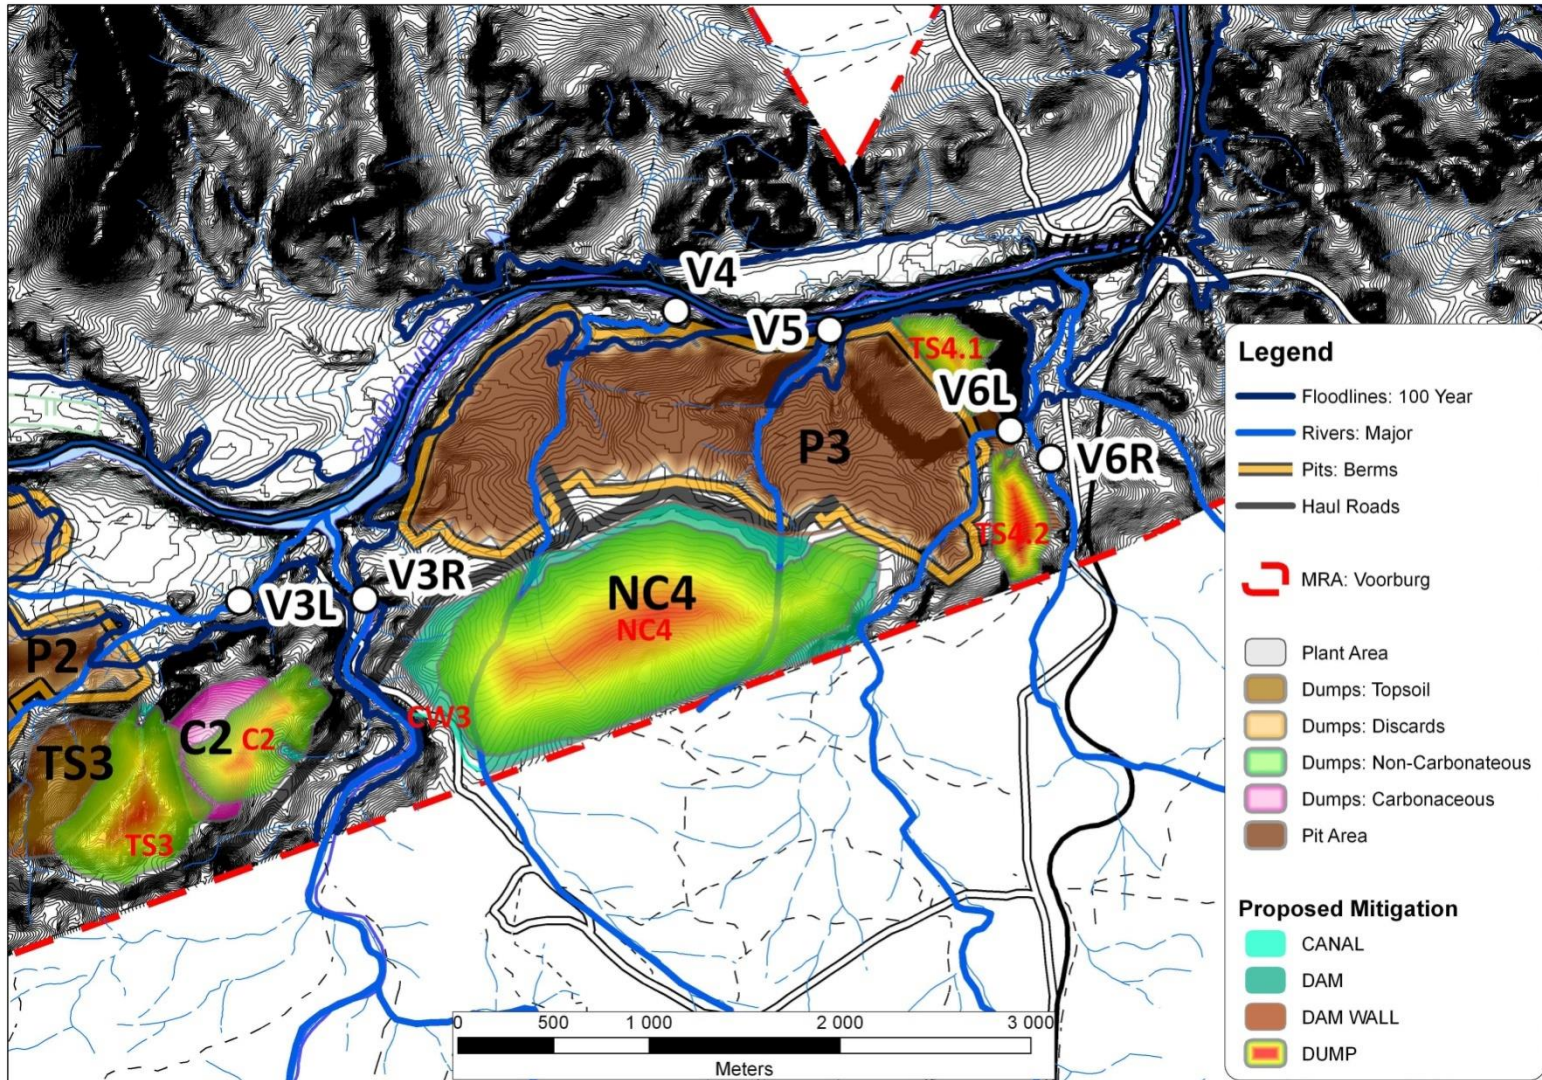 V4
V5
TS4.1
V6L
P3
V6R
TS4.2
SANDRIVIER
V3R
V3L
NC4
NC4
P2
CW3
C2
C2
TS3
TS3
Legend
Floodlines: 100 Year
Rivers: Major
Pits: Berms
Haul Roads
MRA: Voorburg
Plant Area
Dumps: Topsoil
Dumps: Discards
Dumps: Non-Carbonateous
Dumps: Carbonaceous
Pit Area
Proposed Mitigation
CANAL
DAM
DAM WALL
DUMP
0 500 1 000 2 000 3 000
Meters